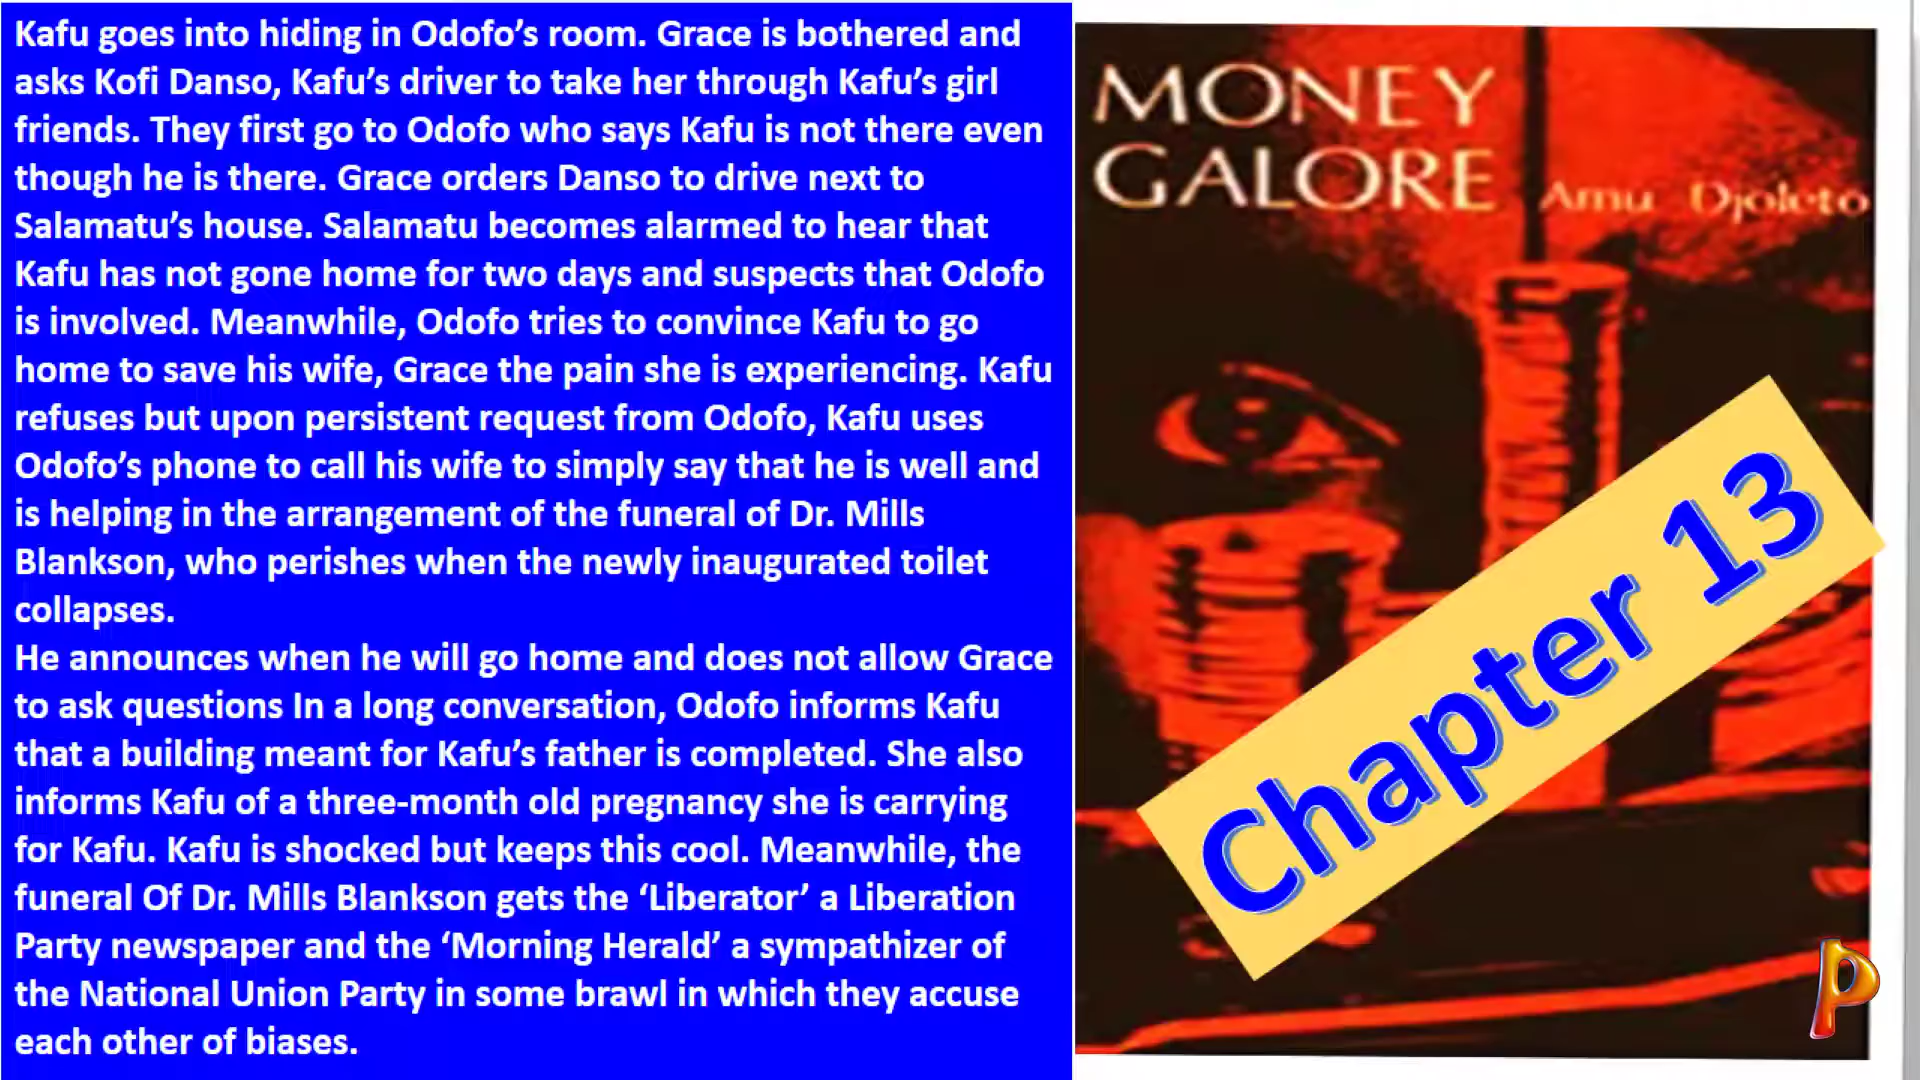 Kafu goes into hiding in Odofo’s room. Grace is bothered and
asks Kofi Danso, Kafu’s driver to take her through Kafu’s girl
friends. They first go to Odofo who says Kafu is not there even
though he is there. Grace orders Danso to drive next to
Salamatu’s house. Salamatu becomes alarmed to hear that
Kafu has not gone home for two days and suspects that Odofo
is involved. Meanwhile, Odofo tries to convince Kafu to go
home to save his wife, Grace the pain she is experiencing. Kafu
refuses but upon persistent request from Odofo, Kafu uses
Odofo’s phone to call his wife to simply say that he is well and
is helping in the arrangement of the funeral of Dr. Mills
Blankson, who perishes when the newly inaugurated toilet
collapses.
He announces when he will go home and does not allow Grace
to ask questions In a long conversation, Odofo informs Kafu
that a building meant for Kafu’s father is completed. She also
informs Kafu of a three-month old pregnancy she is carrying
for Kafu. Kafu is shocked but keeps this cool. Meanwhile, the
funeral Of Dr. Mills Blankson gets the ‘Liberator’ a Liberation
Party newspaper and the ‘Morning Herald’ a sympathizer of
the National Union Party in some brawl in which they accuse
each other of biases.
MONEY
GALORE Amu Djoleto
Chapter 13
P